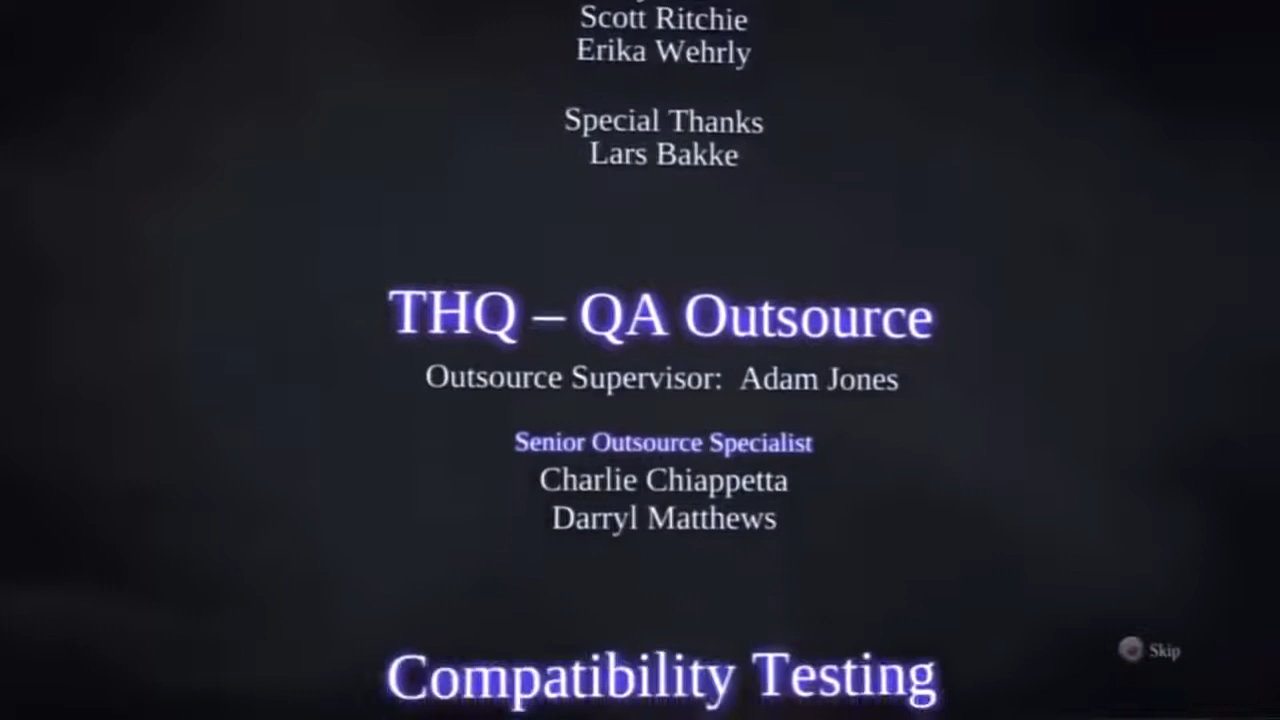 Scott Ritchie
Erika Wehrly
Special Thanks
Lars Bakke
THQ – QA Outsource
Outsource Supervisor: Adam Jones
Senior Outsource Specialist
Charlie Chiappetta
Darryl Matthews
Skip
Compatibility Testing